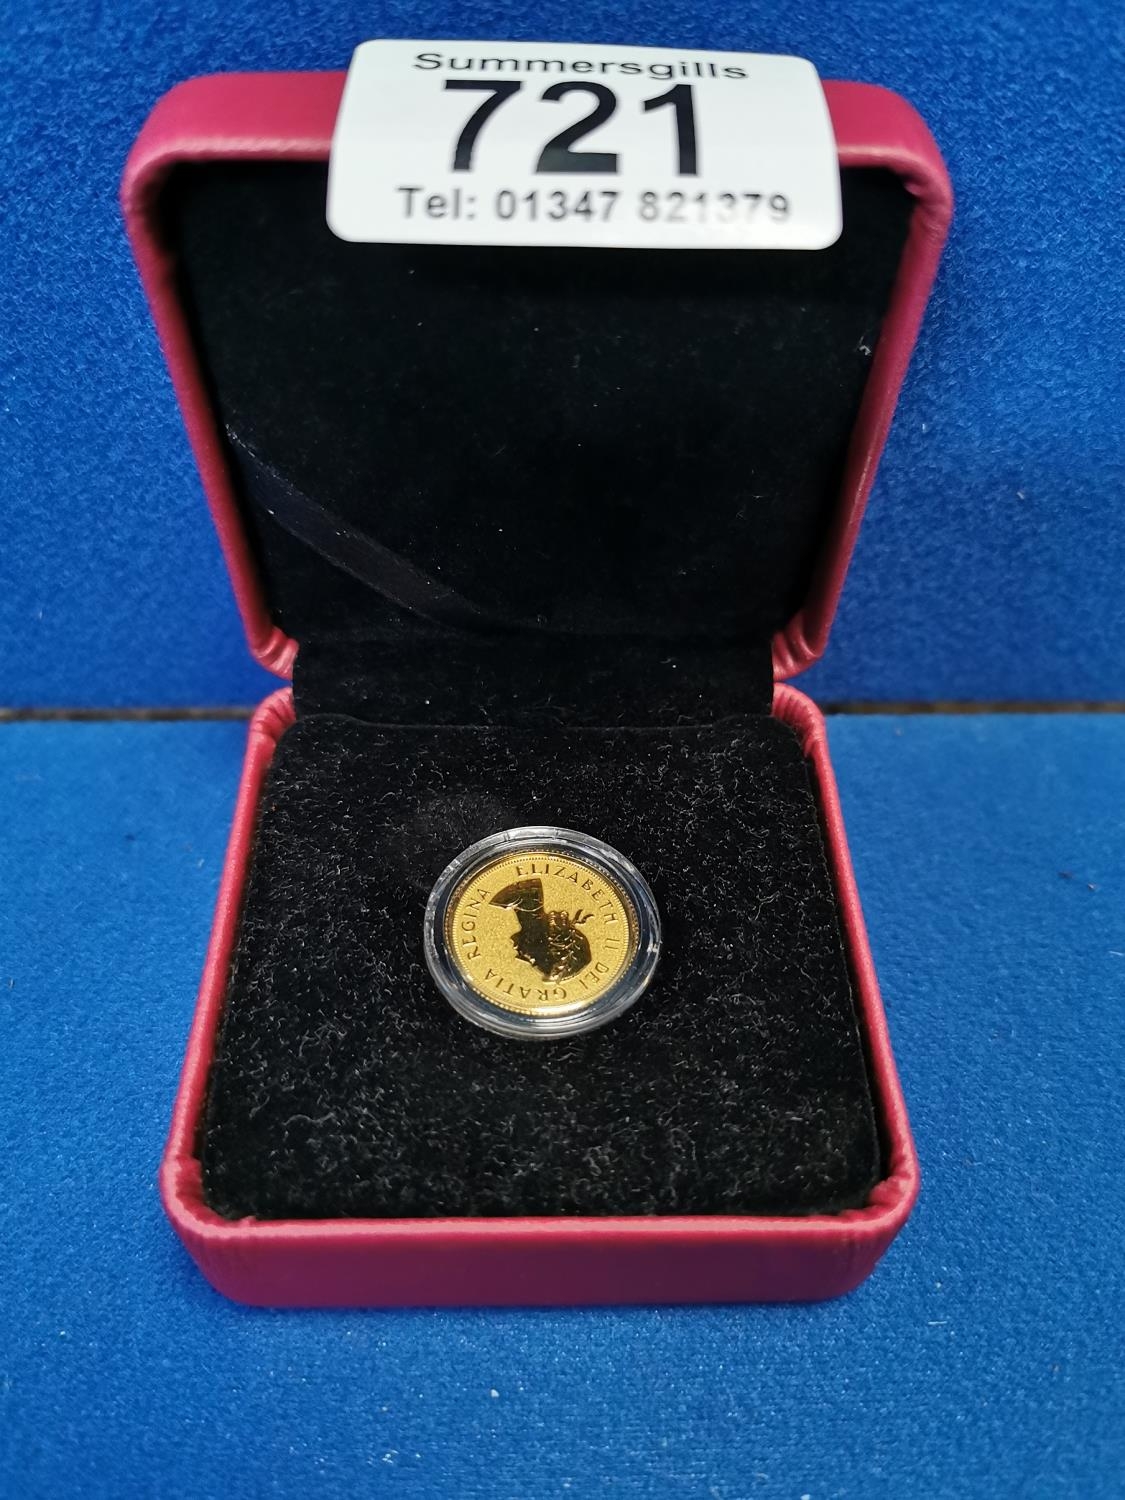 Summersgills
721
Tel: 01347 821379
ELIZABETH II DEI GRATIA REGINA